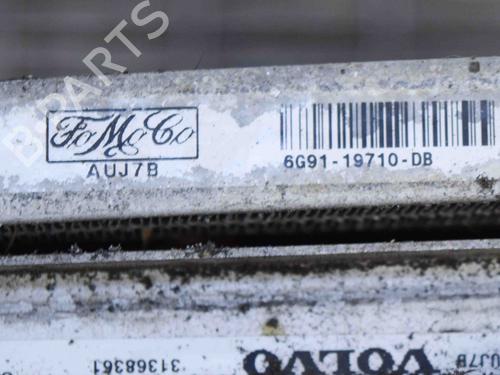 B-PARTS
FoMoCo
AUJ7B
6G91-19710-DB
31368361
VOLVO
UJ7B